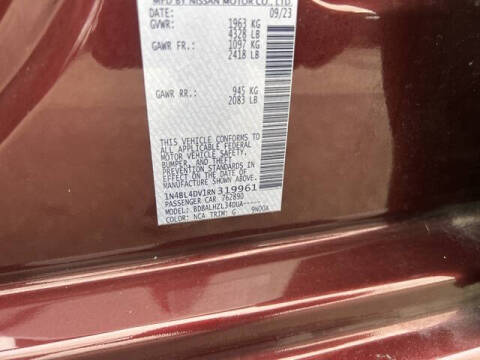 MFD BY NISSAN MOTOR CO., LTD.
DATE: 09/23
GVWR: 1963 KG
4328 LB
GAWR FR.: 1097 KG
2418 LB
GAWR RR.: 945 KG
2083 LB
THIS VEHICLE CONFORMS TO
ALL APPLICABLE FEDERAL
MOTOR VEHICLE SAFETY,
BUMPER, AND THEFT
PREVENTION STANDARDS
IN EFFECT ON THE DATE OF
MANUFACTURE SHOWN ABOVE.
1N4BL4DV1RN319961
PASSENGER CAR 762890
MODEL: BDBALHZL34DUA-----
COLOR: NCA TRIM: G 9N00A